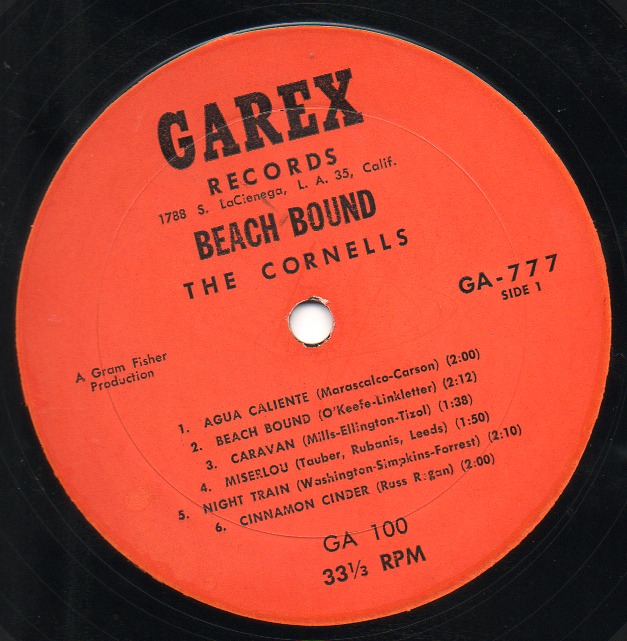 GAREX
RECORDS
1788 S. LaCienega, L. A. 35, Calif.
BEACH BOUND
THE CORNELLS
GA-777
SIDE 1
A Gram Fisher
Production
1. AGUA CALIENTE (Marascalco-Carson) (2:00)
2. BEACH BOUND (O'Keefe-Linkletter) (2:12)
3. CARAVAN (Mills-Ellington-Tizol) (1:38)
4. MISERLOU (Tauber, Rubanis, Leeds) (1:50)
5. NIGHT TRAIN (Washington-Simpkins-Forrest) (2:10)
6. CINNAMON CINDER (Russ Regan) (2:00)
GA 100
33⅓ RPM